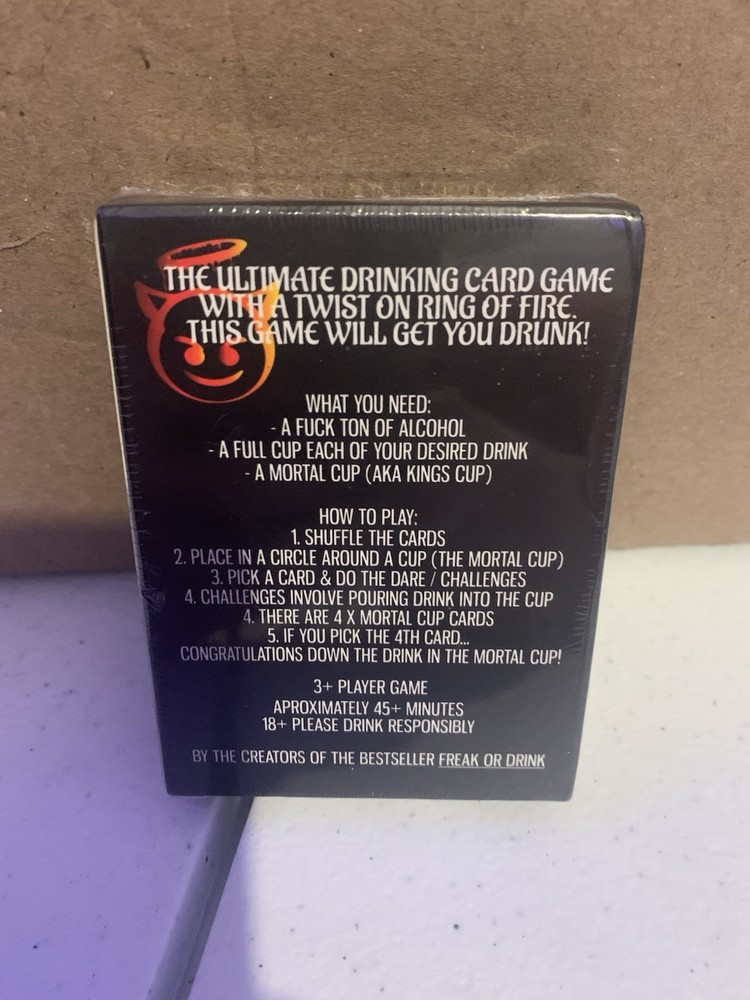 THE ULTIMATE DRINKING CARD GAME
WITH A TWIST ON RING OF FIRE.
THIS GAME WILL GET YOU DRUNK!
WHAT YOU NEED:
- A FUCK TON OF ALCOHOL
- A FULL CUP EACH OF YOUR DESIRED DRINK
- A MORTAL CUP (AKA KINGS CUP)
HOW TO PLAY:
1. SHUFFLE THE CARDS
2. PLACE IN A CIRCLE AROUND A CUP (THE MORTAL CUP)
3. PICK A CARD & DO THE DARE / CHALLENGES
4. CHALLENGES INVOLVE POURING DRINK INTO THE CUP
4. THERE ARE 4 X MORTAL CUP CARDS
5. IF YOU PICK THE 4TH CARD...
CONGRATULATIONS DOWN THE DRINK IN THE MORTAL CUP!
3+ PLAYER GAME
APROXIMATELY 45+ MINUTES
18+ PLEASE DRINK RESPONSIBLY
BY THE CREATORS OF THE BESTSELLER FREAK OR DRINK